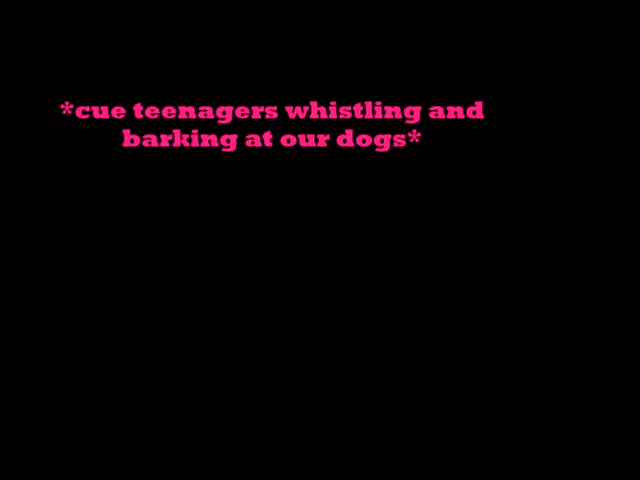 *cue teenagers whistling and
barking at our dogs*